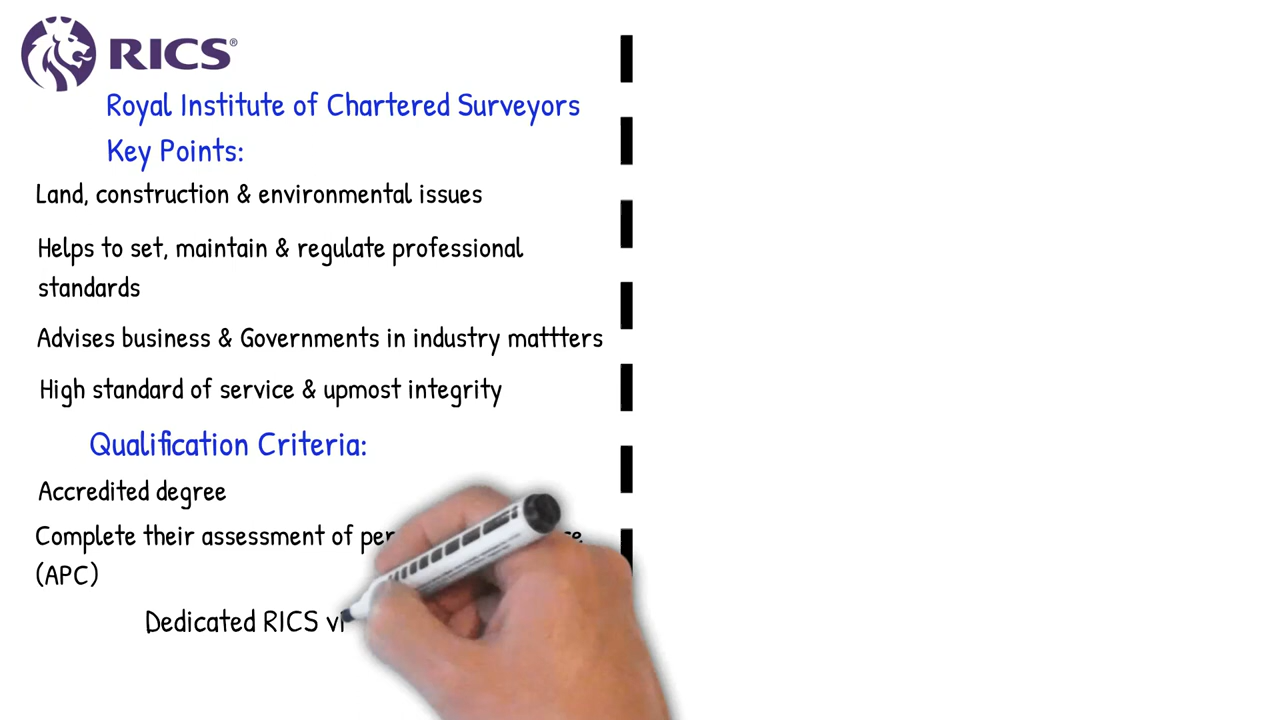 RICS®
Royal Institute of Chartered Surveyors
Key Points:
Land, construction & environmental issues
Helps to set, maintain & regulate professional
standards
Advises business & Governments in industry mattters
High standard of service & upmost integrity
Qualification Criteria:
Accredited degree
Complete their assessment of
(APC)
Dedicated RICS